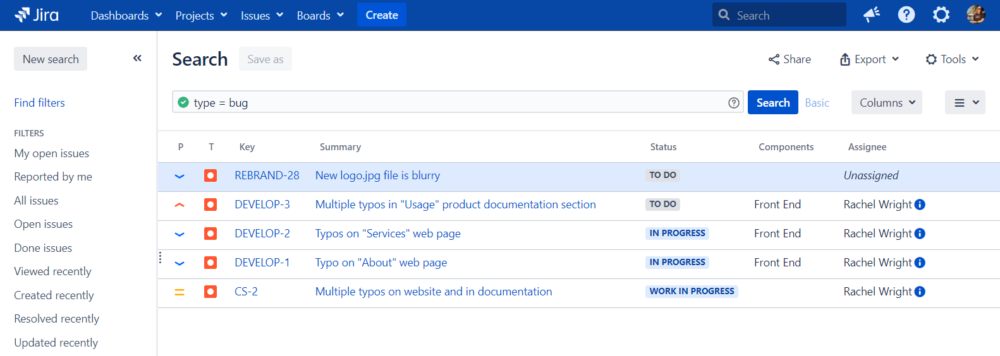 Jira Dashboards Projects Issues Boards Create Search
New search
Search Save as Share Export Tools
Find filters
type = bug Search Basic Columns
FILTERS
My open issues
Reported by me
All issues
Open issues
Done issues
Viewed recently
Created recently
Resolved recently
Updated recently
P T Key Summary Status Components Assignee
REBRAND-28 New logo.jpg file is blurry TO DO Unassigned
DEVELOP-3 Multiple typos in "Usage" product documentation section TO DO Front End Rachel Wright
DEVELOP-2 Typos on "Services" web page IN PROGRESS Front End Rachel Wright
DEVELOP-1 Typo on "About" web page IN PROGRESS Front End Rachel Wright
CS-2 Multiple typos on website and in documentation WORK IN PROGRESS Rachel Wright